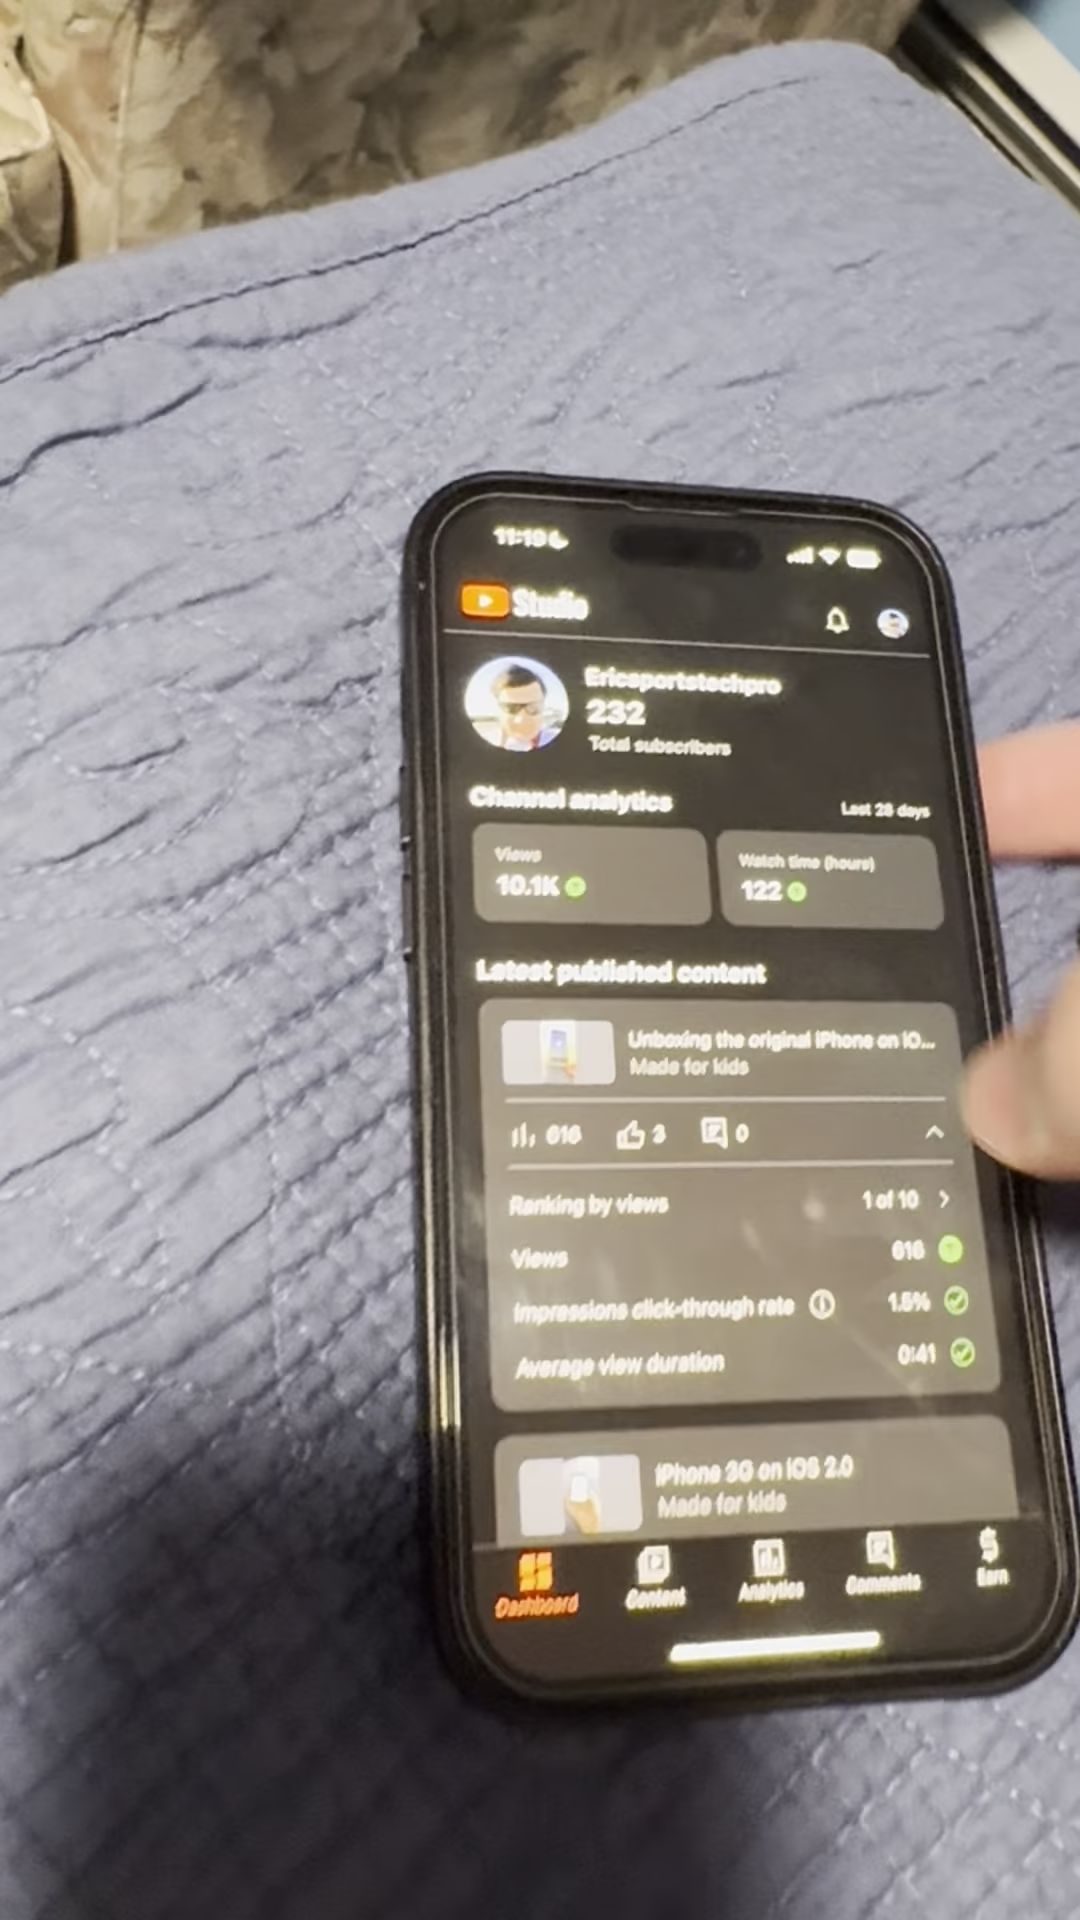 11:19
Studio
Ericsportstechpro
232
Total subscribers
Channel analytics
Last 28 days
Views
10.1K
Watch time (hours)
122
Latest published content
Unboxing the original iPhone on iO...
Made for kids
616
3
0
Ranking by views
1 of 10
Views
616
Impressions click-through rate
1.5%
Average view duration
0:41
iPhone 3G on iOS 2.0
Made for kids
Dashboard
Content
Analytics
Comments
Earn